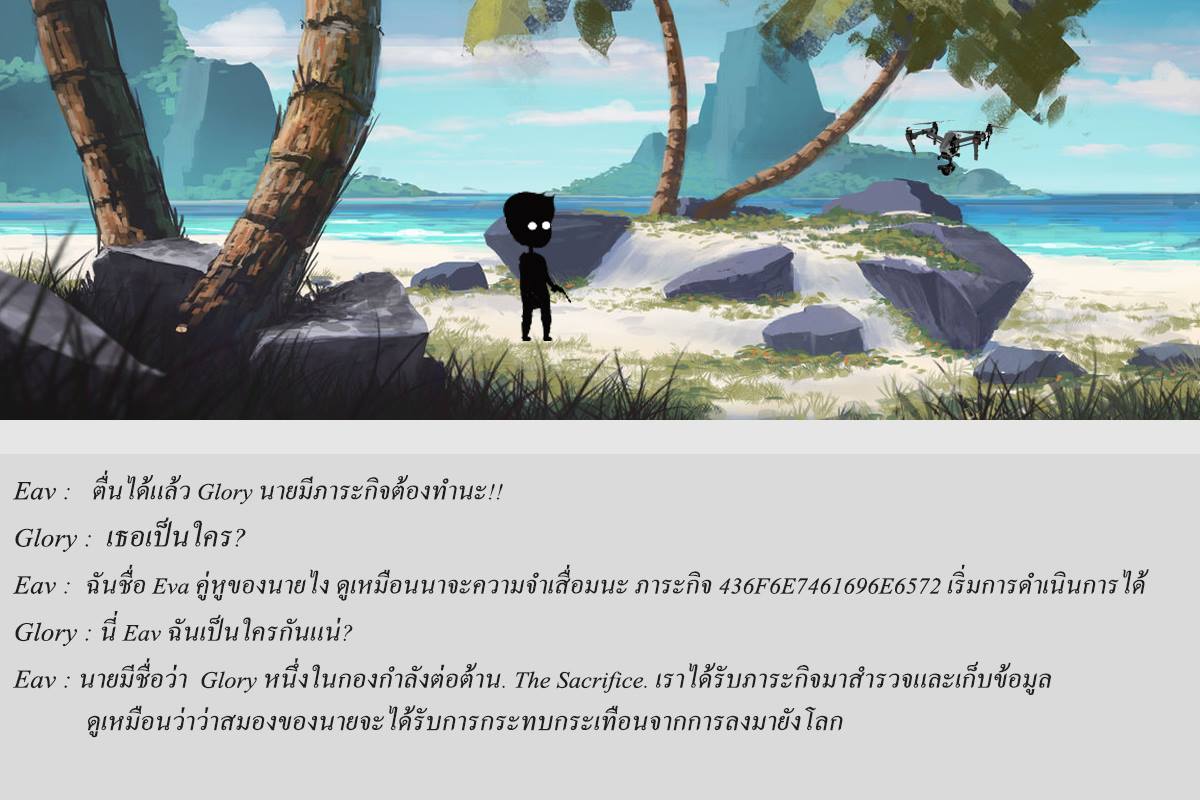 Eav : ตื่นได้แล้ว Glory นายมีภาระกิจต้องทำนะ!!
Glory : เธอเป็นใคร?
Eav : ฉันชื่อ Eva คู่หูของนายไง ดูเหมือนนาจะความจำเสื่อมนะ ภาระกิจ 436F6E7461696E6572 เริ่มการดำเนินการได้
Glory : นี่ Eav ฉันเป็นใครกันแน่?
Eav : นายมีชื่อว่า Glory หนึ่งในกองกำลังต่อต้าน. The Sacrifice. เราได้รับภาระกิจมาสำรวจและเก็บข้อมูล
ดูเหมือนว่าว่าสมองของนายจะได้รับการกระทบกระเทือนจากการลงมายังโลก